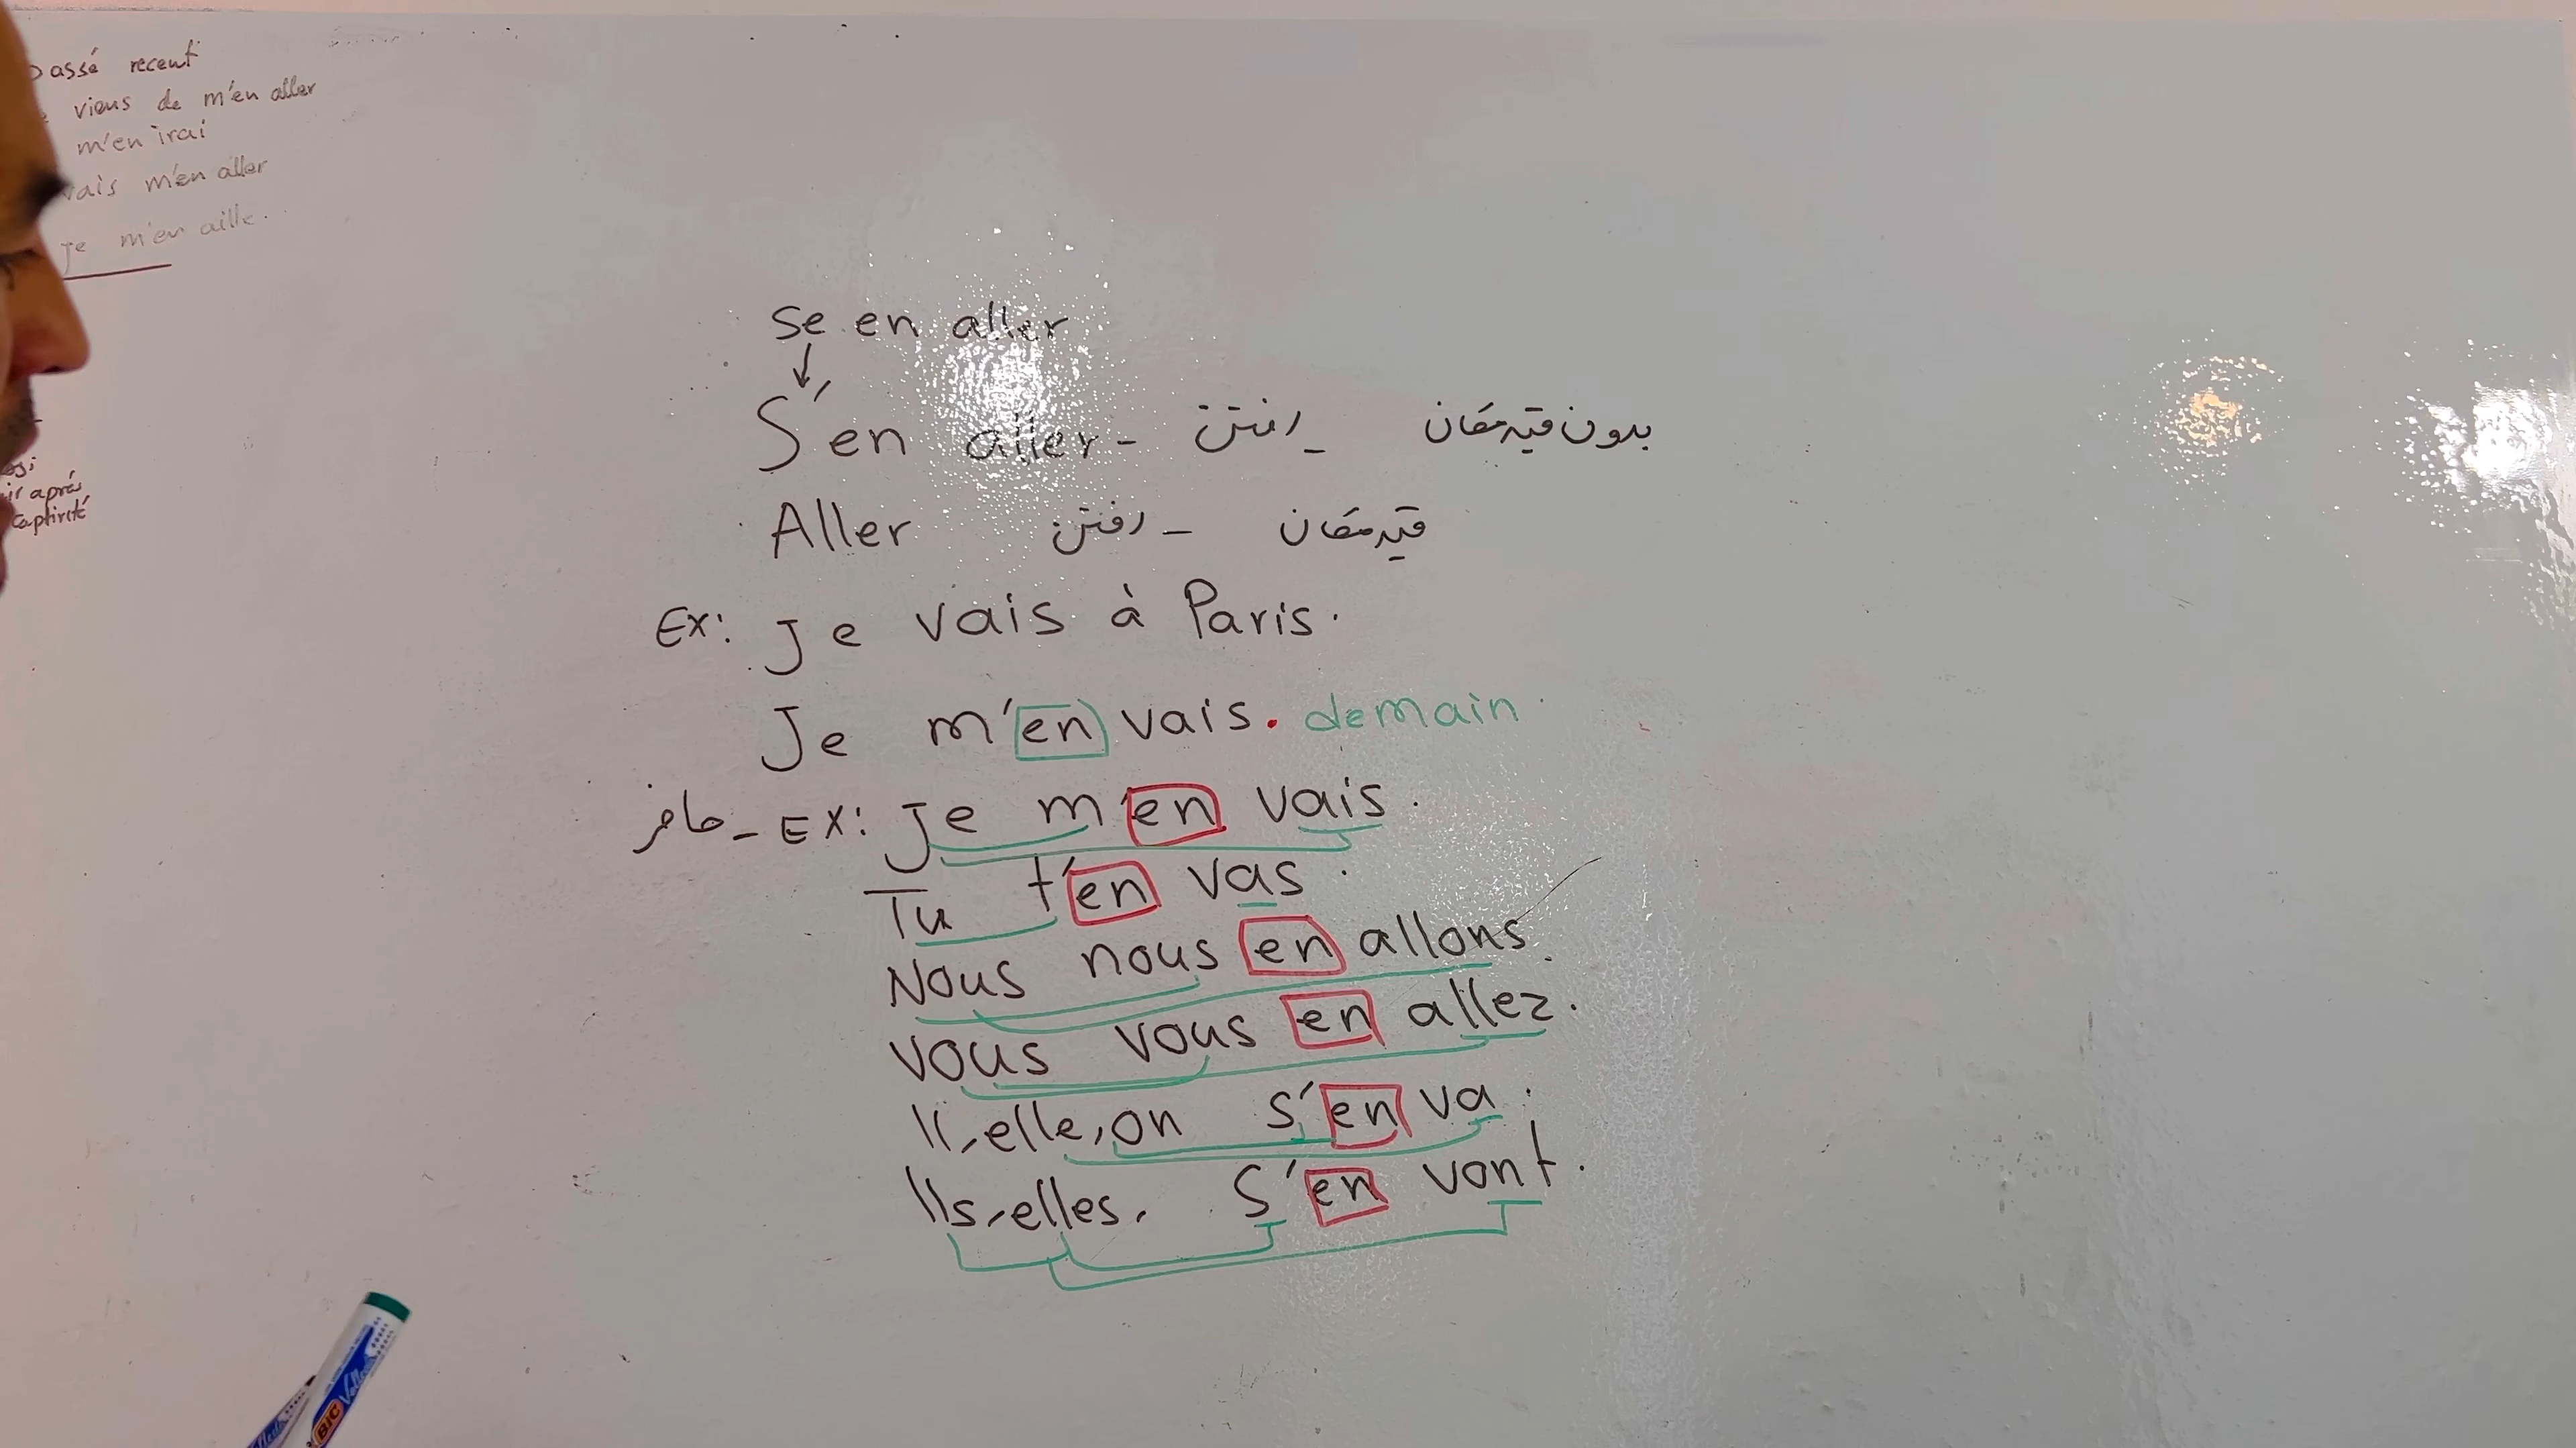 passé recent
viens de m'en aller
m'en irai
vais m'en aller
je m'en aille.
après
captivité
se en aller
S'en aller - رفتن - بدون قید مکان
Aller رفتن - قید مکان
Ex: Je vais à Paris.
Je m'en vais. demain.
حاضر - EX: Je m'en vais.
Tu t'en vas.
Nous nous en allons.
Vous vous en allez.
Il, elle, on s'en va.
Ils, elles, s'en vont.
BIC Velle